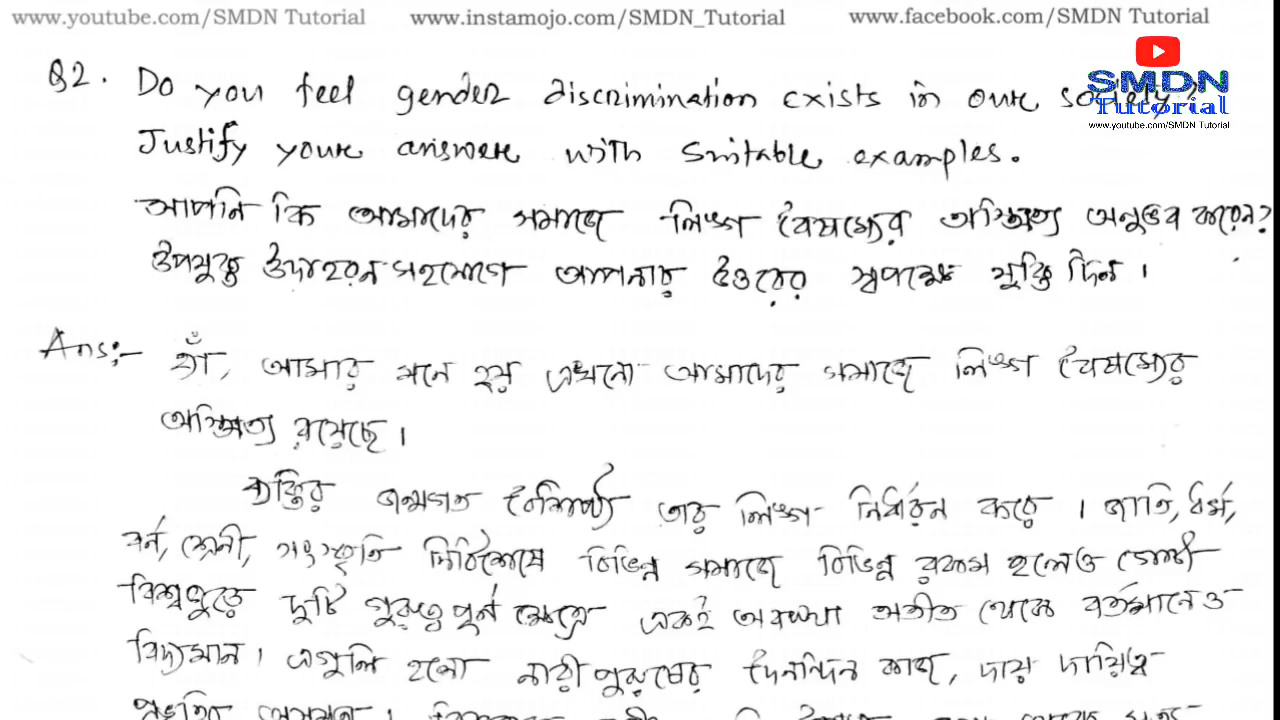 www.youtube.com/SMDN Tutorial www.instamojo.com/SMDN_Tutorial www.facebook.com/SMDN Tutorial
SMDN
Tutorial
www.youtube.com/SMDN Tutorial
Q2. Do you feel gender discrimination exists in our society?
Justify your answer with suitable examples.
আপনি কি আমাদের সমাজে লিঙ্গ বৈষম্যের অস্তিত্ব অনুভব করেন?
উপযুক্ত উদাহরন সহযোগে আপনার উত্তরের স্বপক্ষে যুক্তি দিন।
Ans:- হ্যাঁ, আমার মনে হয় এখনো আমাদের সমাজে লিঙ্গ বৈষম্যের
অস্তিত্ব রয়েছে।
ব্যক্তির জন্মগত বৈশিষ্ট্য তার লিঙ্গ নির্ধারন করে। জাতি, ধর্ম,
বর্ন, শ্রেনী, সংস্কৃতি নির্বিশেষে বিভিন্ন সমাজে বিভিন্ন রকম হলেও গোটা
বিশ্বজুড়ে দুটি গুরুত্বপূর্ন ক্ষেত্রে একই অবস্থা অতীত থেকে বর্তমানেও
বিদ্যমান। এগুলি হলো নারী পুরুষের দৈনন্দিন কাজ, দায় দায়িত্ব